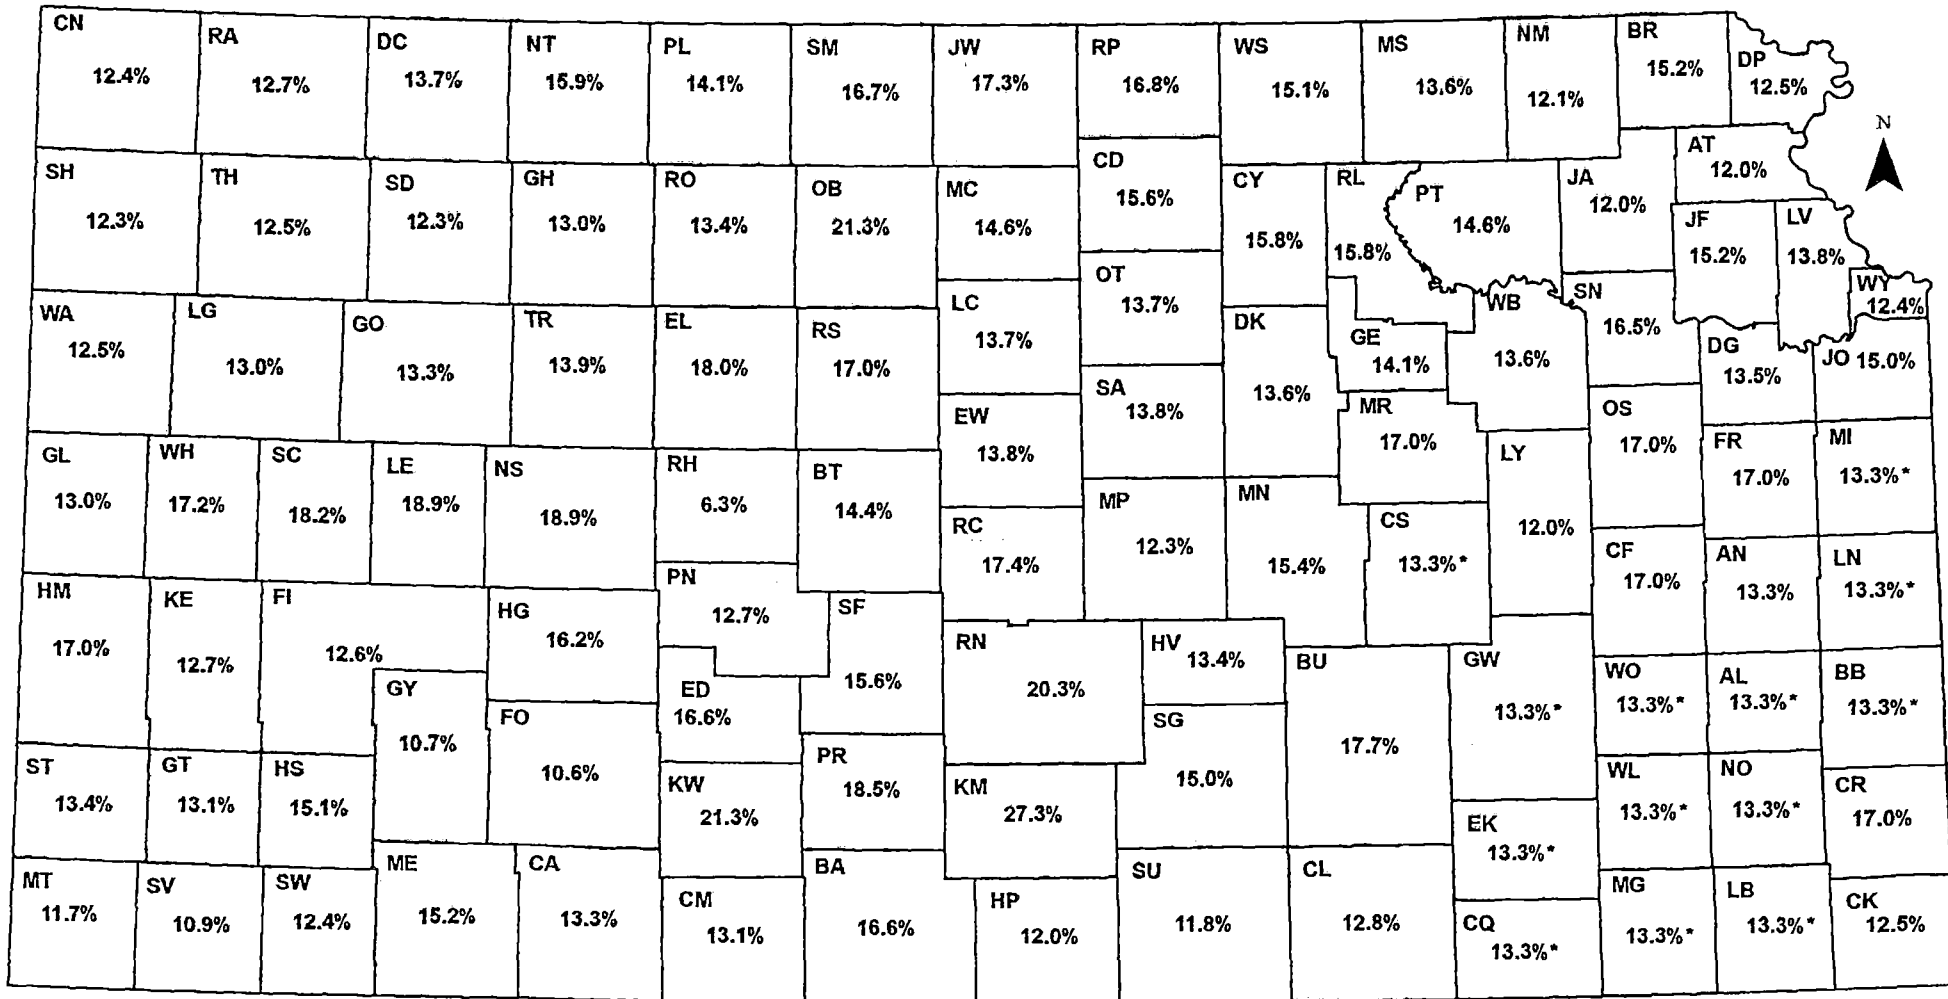 CN
12.4%
RA
12.7%
DC
13.7%
NT
15.9%
PL
14.1%
SM
16.7%
JW
17.3%
RP
16.8%
WS
15.1%
MS
13.6%
NM
12.1%
BR
15.2%
DP
12.5%
N
SH
12.3%
TH
12.5%
SD
12.3%
GH
13.0%
RO
13.4%
OB
21.3%
MC
14.6%
CD
15.6%
CY
15.8%
RL
15.8%
PT
14.6%
JA
12.0%
AT
12.0%
JF
15.2%
LV
13.8%
WY
12.4%
WA
12.5%
LG
13.0%
GO
13.3%
TR
13.9%
EL
18.0%
RS
17.0%
LC
13.7%
OT
13.7%
DK
13.6%
GE
14.1%
WB
13.6%
SN
16.5%
DG
13.5%
JO 15.0%
GL
13.0%
WH
17.2%
SC
18.2%
LE
18.9%
NS
18.9%
RH
6.3%
BT
14.4%
EW
13.8%
SA
13.8%
MR
17.0%
LY
12.0%
OS
17.0%
FR
17.0%
MI
13.3%*
RC
17.4%
MP
12.3%
MN
15.4%
CS
13.3%*
CF
17.0%
AN
13.3%
LN
13.3%*
HM
17.0%
KE
12.7%
FI
12.6%
HG
16.2%
PN
12.7%
SF
15.6%
RN
20.3%
HV
13.4%
BU
17.7%
GW
13.3%*
WO
13.3%*
AL
13.3%*
BB
13.3%*
GY
10.7%
FO
10.6%
ED
16.6%
SG
15.0%
ST
13.4%
GT
13.1%
HS
15.1%
KW
21.3%
PR
18.5%
KM
27.3%
EK
13.3%*
WL
13.3%*
NO
13.3%*
CR
17.0%
MT
11.7%
SV
10.9%
SW
12.4%
ME
15.2%
CA
13.3%
CM
13.1%
BA
16.6%
HP
12.0%
SU
11.8%
CL
12.8%
CQ
13.3%*
MG
13.3%*
LB
13.3%*
CK
12.5%